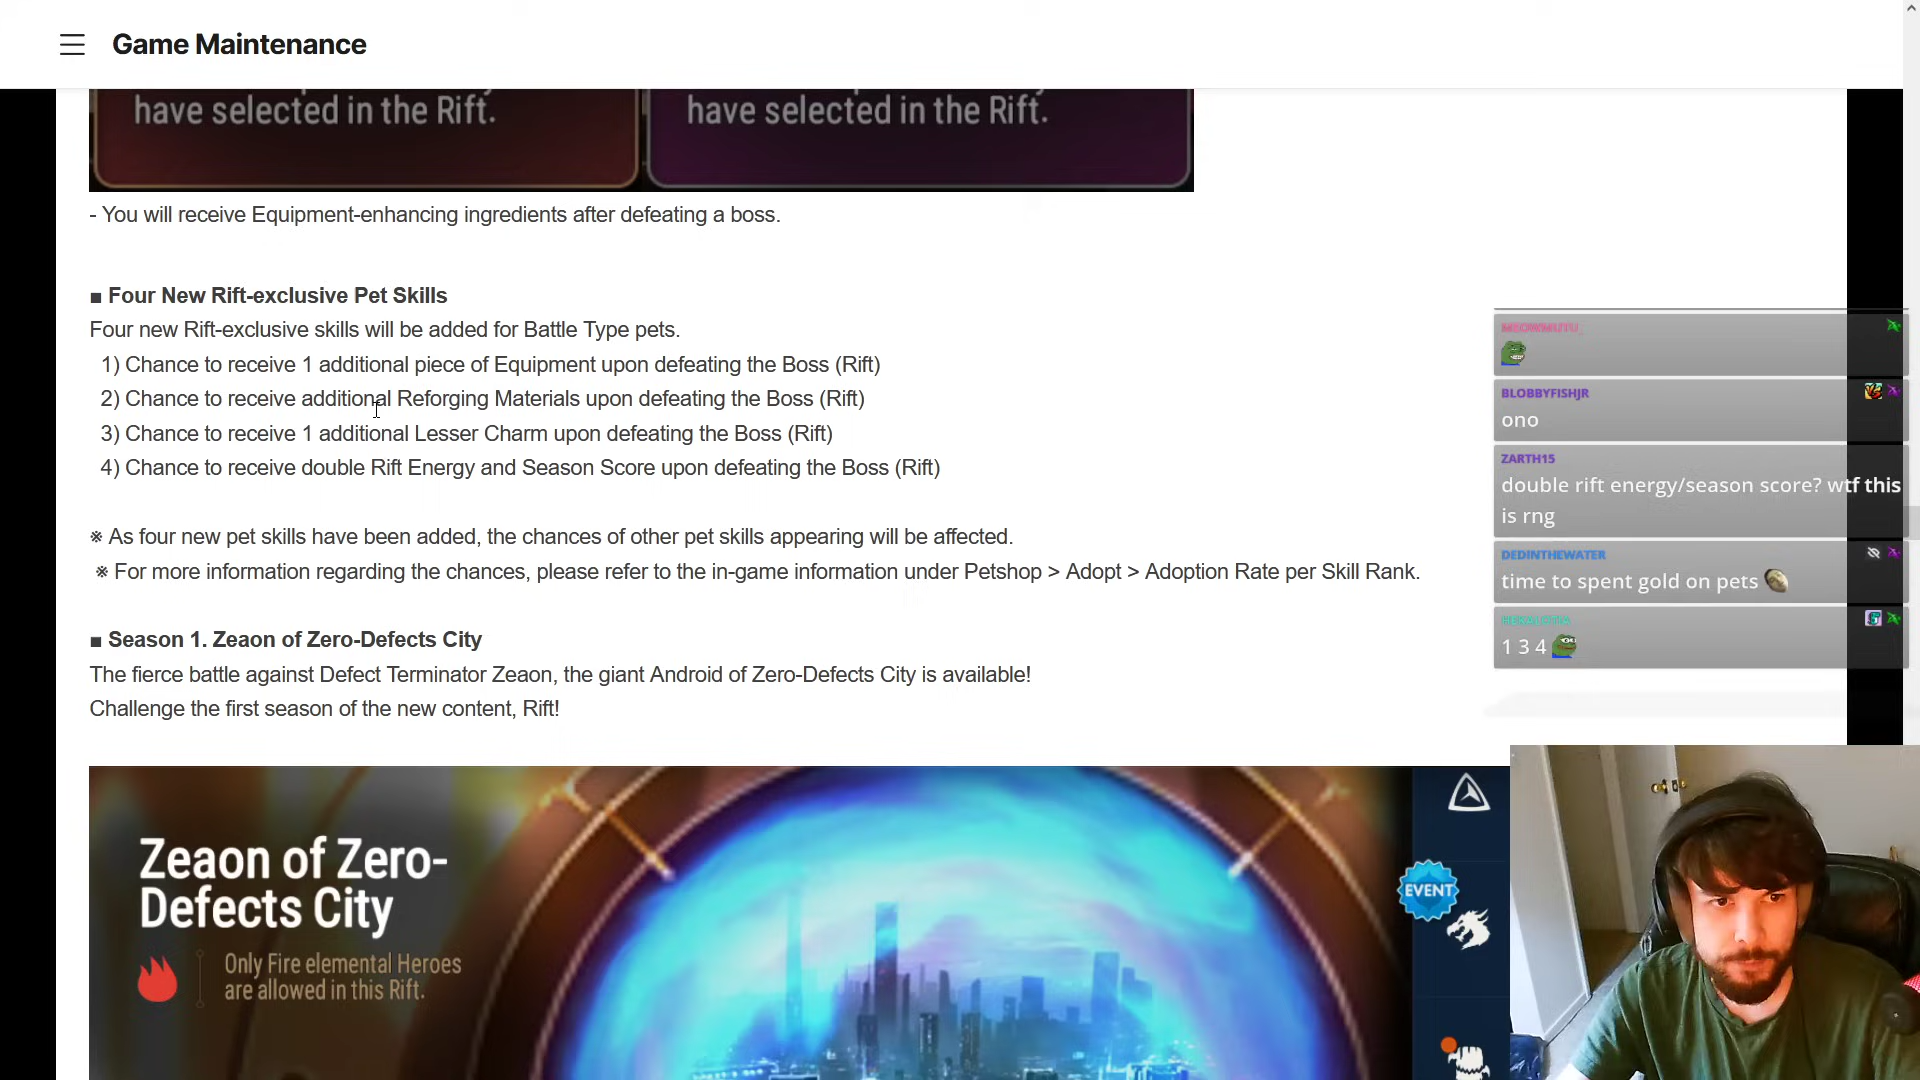 Game Maintenance
have selected in the Rift.
have selected in the Rift.
- You will receive Equipment-enhancing ingredients after defeating a boss.
■ Four New Rift-exclusive Pet Skills
Four new Rift-exclusive skills will be added for Battle Type pets.
1) Chance to receive 1 additional piece of Equipment upon defeating the Boss (Rift)
2) Chance to receive additional Reforging Materials upon defeating the Boss (Rift)
3) Chance to receive 1 additional Lesser Charm upon defeating the Boss (Rift)
4) Chance to receive double Rift Energy and Season Score upon defeating the Boss (Rift)
※ As four new pet skills have been added, the chances of other pet skills appearing will be affected.
※ For more information regarding the chances, please refer to the in-game information under Petshop > Adopt > Adoption Rate per Skill Rank.
■ Season 1. Zeaon of Zero-Defects City
The fierce battle against Defect Terminator Zeaon, the giant Android of Zero-Defects City is available!
Challenge the first season of the new content, Rift!
Zeaon of Zero-
Defects City
Only Fire elemental Heroes
are allowed in this Rift.
EVENT
BLOBBYFISHJR
ono
ZARTH15
double rift energy/season score? wtf this
is rng
DEDINTHEWATER
time to spent gold on pets
1 3 4